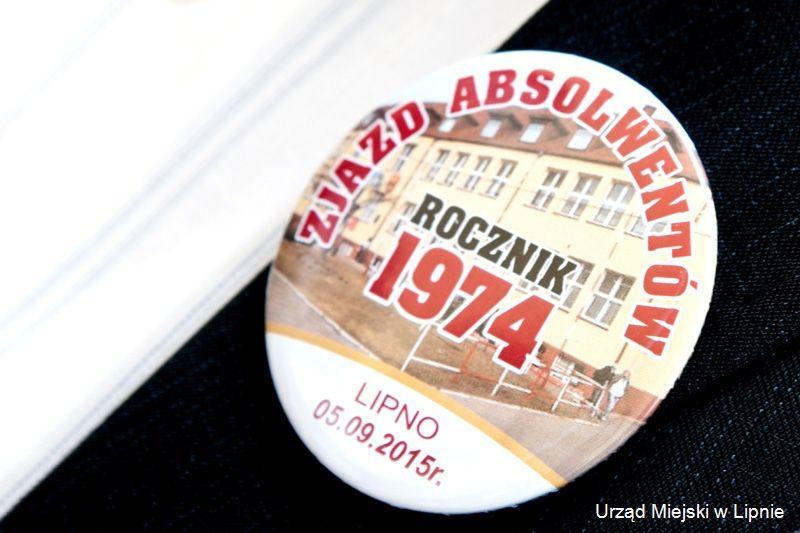 ZJAZD ABSOLWENTÓW
ROCZNIK
1974
LIPNO
05.09.2015r.
Urząd Miejski w Lipnie